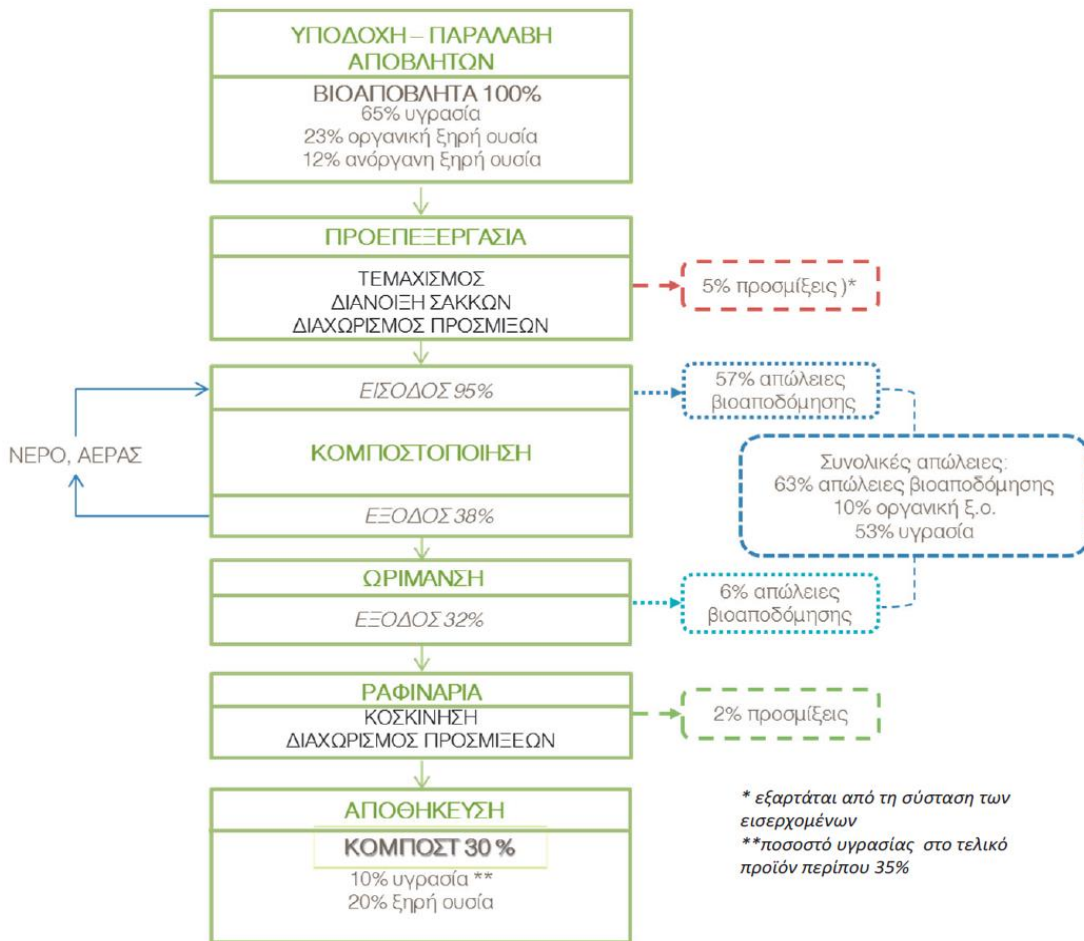 ΥΠΟΔΟΧΗ – ΠΑΡΑΛΑΒΗ
ΑΠΟΒΛΗΤΩΝ
ΒΙΟΑΠΟΒΛΗΤΑ 100%
65% υγρασία
23% οργανική ξηρή ουσία
12% ανόργανη ξηρή ουσία
ΠΡΟΕΠΕΞΕΡΓΑΣΙΑ
ΤΕΜΑΧΙΣΜΟΣ
ΔΙΑΝΟΙΞΗ ΣΑΚΚΩΝ
ΔΙΑΧΩΡΙΣΜΟΣ ΠΡΟΣΜΙΞΩΝ
5% προσμίξεις )*
ΕΙΣΟΔΟΣ 95%
57% απώλειες
βιοαποδόμησης
ΝΕΡΟ, ΑΕΡΑΣ
ΚΟΜΠΟΣΤΟΠΟΙΗΣΗ
Συνολικές απώλειες:
63% απώλειες βιοαποδόμησης
10% οργανική ξ.ο.
53% υγρασία
ΕΞΟΔΟΣ 38%
ΩΡΙΜΑΝΣΗ
ΕΞΟΔΟΣ 32%
6% απώλειες
βιοαποδόμησης
ΡΑΦΙΝΑΡΙΑ
ΚΟΣΚΙΝΗΣΗ
ΔΙΑΧΩΡΙΣΜΟΣ ΠΡΟΣΜΙΞΕΩΝ
2% προσμίξεις
ΑΠΟΘΗΚΕΥΣΗ
ΚΟΜΠΟΣΤ 30 %
10% υγρασία **
20% ξηρή ουσία
* εξαρτάται από τη σύσταση των
εισερχομένων
**ποσοστό υγρασίας στο τελικό
προϊόν περίπου 35%